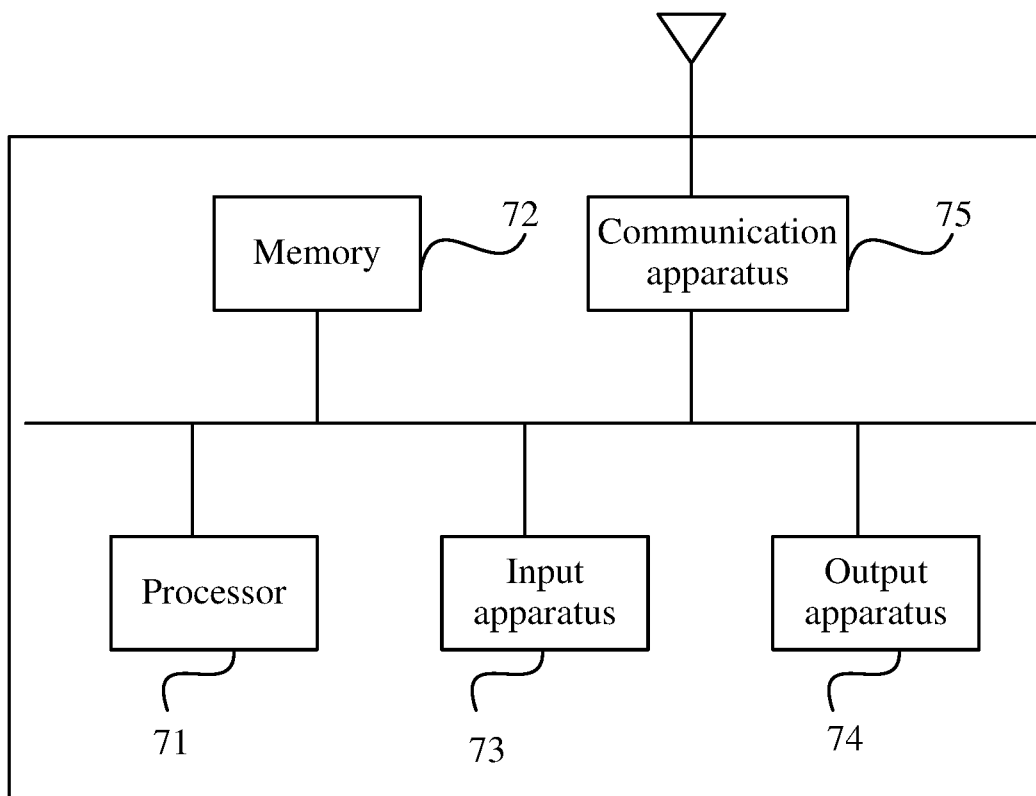 72
75
Memory
Communication
apparatus
Processor
Input
apparatus
Output
apparatus
71
73
74